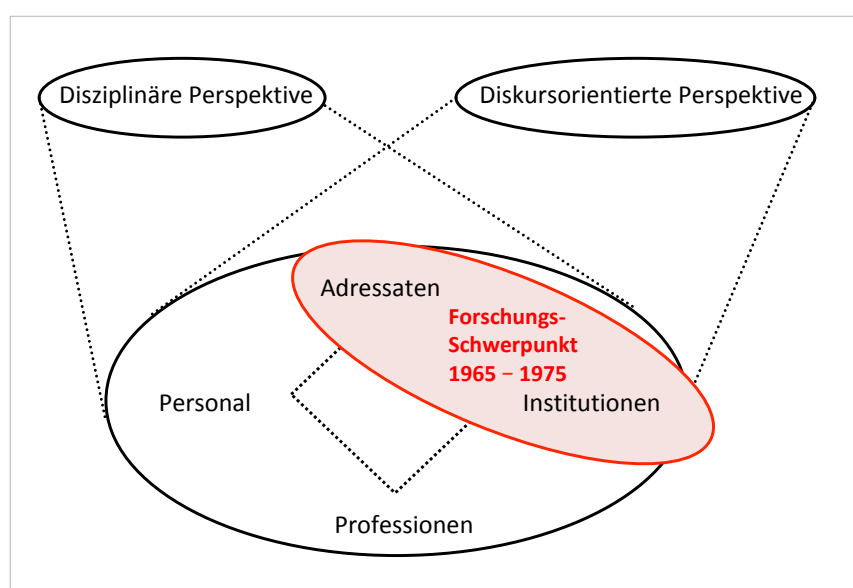 Disziplinäre Perspektive
Diskursorientierte Perspektive
Adressaten
Forschungs-
Schwerpunkt
1965 – 1975
Personal
Institutionen
Professionen